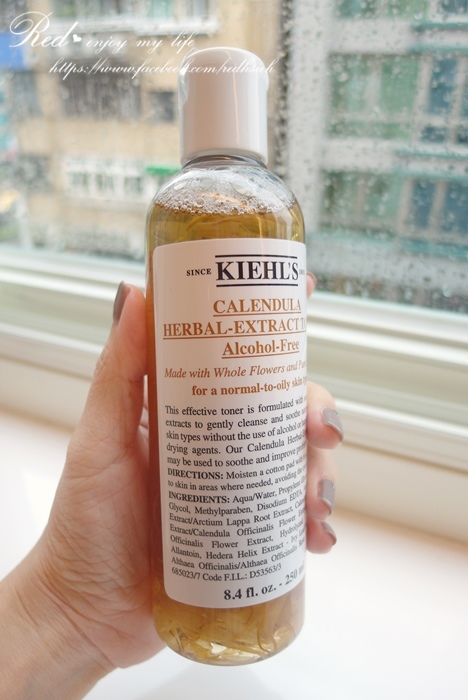 Red ♥ enjoy my life
SINCE KIEHL'S
CALENDULA
HERBAL-EXTRACT
Alcohol-Free
Made with Whole Flowers and
for a normal-to-oily skin
This effective toner is formulated with
extracts to gently cleanse and soothe
skin types without the use of alcohol or
drying agents. Our Calendula Herbal-
may be used to soothe and improve
DIRECTIONS: Moisten a cotton pad with
to skin in areas where needed, avoiding the
INGREDIENTS: Aqua/Water,
Glycol, Methylparaben, Disodium EDTA,
Extract/Arctium Lappa Root Extract,
Extract/Calendula Officinalis Flower
Officinalis Flower Extract,
Allantoin, Hedera Helix Extract
Althaea Officinalis/Althaea Officinalis
685023/7 Code F.I.L.: D53563/3
8.4 fl. oz. - 250